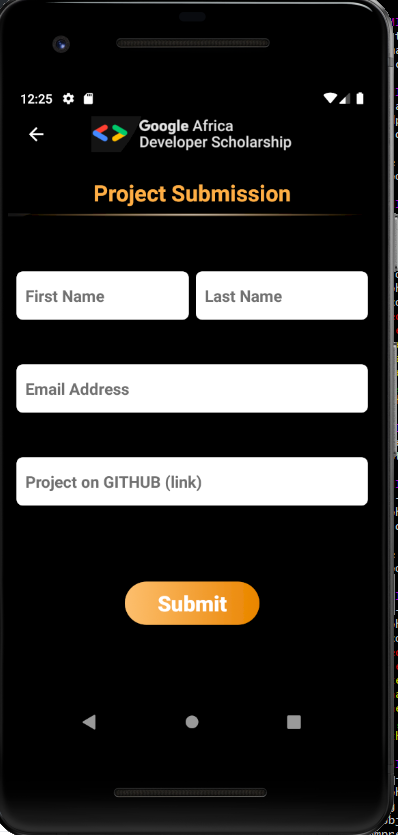 12:25
Google Africa
Developer Scholarship
Project Submission
First Name
Last Name
Email Address
Project on GITHUB (link)
Submit